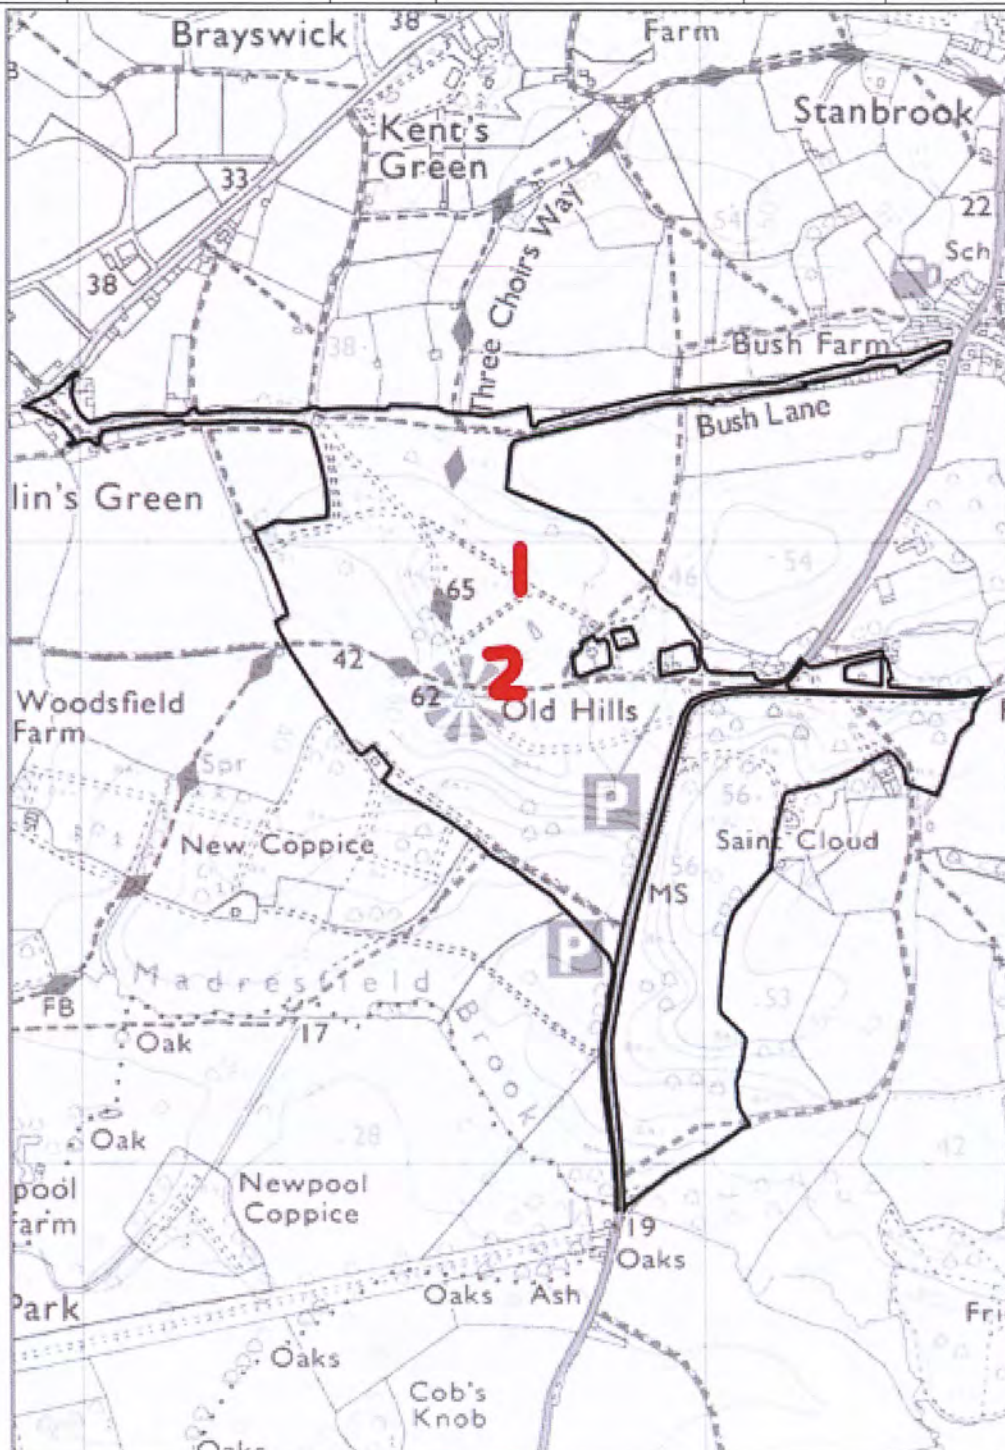 38
Brayswick
Farm
Kent's
Green
Stanbrook
33
54
22
Sch
38
Three Choirs Way
38
Bush Farm
Bush Lane
lin's Green
1
46
54
65
42
2
62
Old Hills
Woodsfield
Farm
Spr
P
56
New Coppice
Saint Cloud
56
MS
P
Madresfield
53
FB
Brook
17
Oak
28
Oak
42
pool
arm
Newpool
Coppice
19
Oaks
Park
Oaks
Ash
Fri
Oaks
Cob's
Knob
Oaks